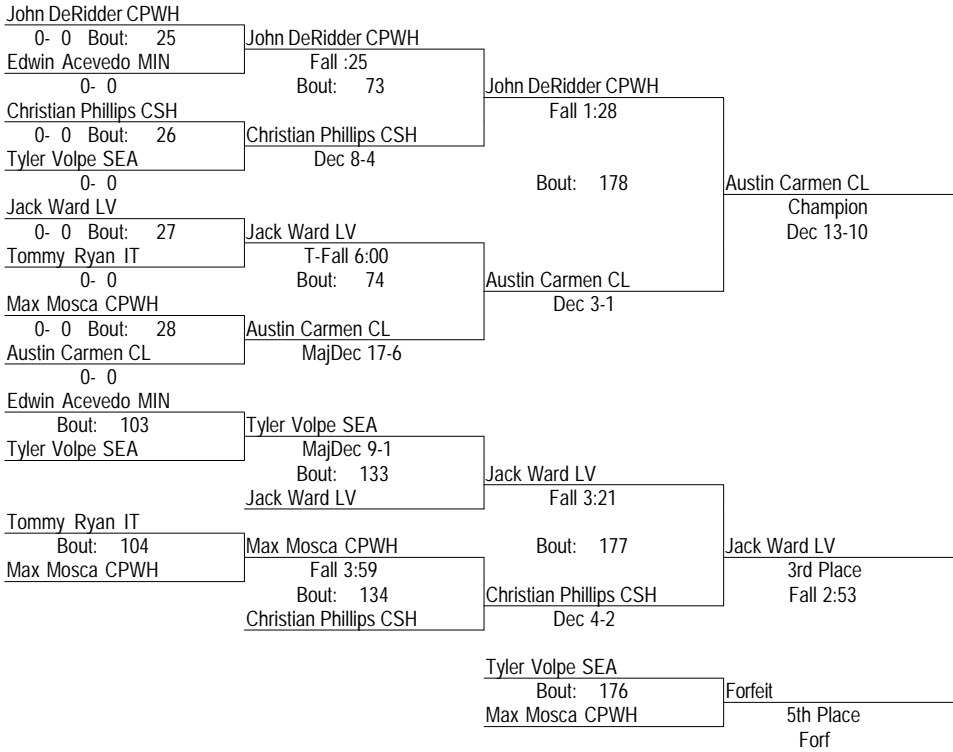 John DeRidder CPWH
0- 0 Bout: 25
John DeRidder CPWH
Edwin Acevedo MIN
Fall :25
0- 0
Bout: 73
John DeRidder CPWH
Christian Phillips CSH
Fall 1:28
0- 0 Bout: 26
Christian Phillips CSH
Tyler Volpe SEA
Dec 8-4
0- 0
Bout: 178
Austin Carmen CL
Jack Ward LV
Champion
0- 0 Bout: 27
Jack Ward LV
Dec 13-10
Tommy Ryan IT
T-Fall 6:00
0- 0
Bout: 74
Austin Carmen CL
Max Mosca CPWH
Dec 3-1
0- 0 Bout: 28
Austin Carmen CL
Austin Carmen CL
MajDec 17-6
0- 0
Edwin Acevedo MIN
Bout: 103
Tyler Volpe SEA
Tyler Volpe SEA
MajDec 9-1
Bout: 133
Jack Ward LV
Jack Ward LV
Fall 3:21
Tommy Ryan IT
Bout: 104
Max Mosca CPWH
Bout: 177
Jack Ward LV
Max Mosca CPWH
Fall 3:59
3rd Place
Bout: 134
Christian Phillips CSH
Fall 2:53
Christian Phillips CSH
Dec 4-2
Tyler Volpe SEA
Bout: 176
Forfeit
Max Mosca CPWH
5th Place
Forf